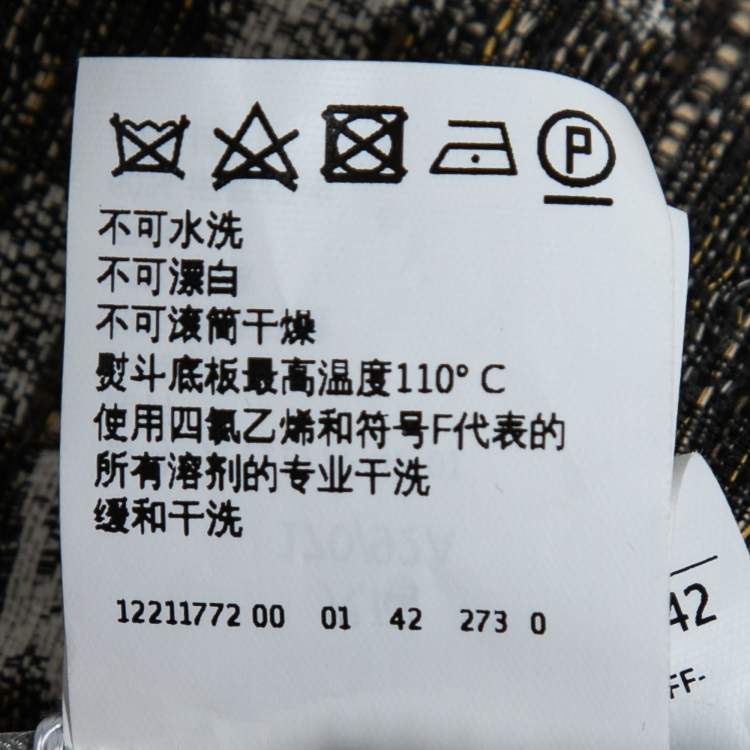 P
不可水洗
不可漂白
不可滚筒干燥
熨斗底板最高温度110° C
使用四氯乙烯和符号F代表的
所有溶剂的专业干洗
缓和干洗
12211772 00 01 42 273 0
42
FF-